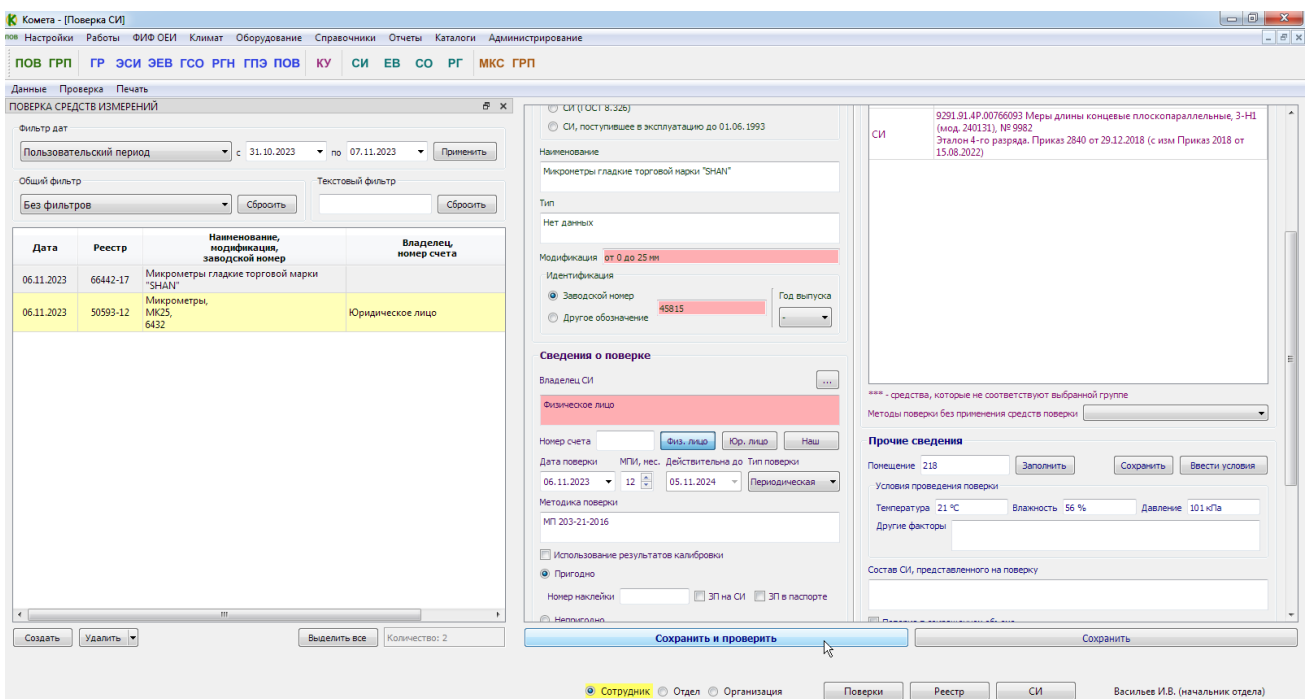 Комета - [Поверка СИ]
ПОВ Настройки Работы ФИФ ОЕИ Климат Оборудование Справочники Отчеты Каталоги Администрирование
ПОВ ГРП ГР ЭСИ ЭЕВ ГСО РГН ГПЭ ПОВ КУ СИ ЕВ СО РГ МКС ГРП
Данные Проверка Печать
ПОВЕРКА СРЕДСТВ ИЗМЕРЕНИЙ
Фильтр дат
Пользовательский период с 31.10.2023 по 07.11.2023 Применить
Общий фильтр Текстовый фильтр
Без фильтров Сбросить Сбросить
Дата Реестр Наименование, модификация, заводской номер Владелец, номер счета
06.11.2023 66442-17 Микрометры гладкие торговой марки "SHAN"
06.11.2023 50593-12 Микрометры, МК25, 6432 Юридическое лицо
Создать Удалить Выделить все Количество: 2
СИ (ГОСТ 8.326)
СИ, поступившее в эксплуатацию до 01.06.1993
Наименование
Микрометры гладкие торговой марки "SHAN"
Тип
Нет данных
Модификация от 0 до 25 мм
Идентификация
Заводской номер 45815 Год выпуска
Другое обозначение -
Сведения о поверке
Владелец СИ ...
Физическое лицо
Номер счета Физ. лицо Юр. лицо Наш
Дата поверки МПИ, мес. Действительна до Тип поверки
06.11.2023 12 05.11.2024 Периодическая
Методика поверки
МП 203-21-2016
Использование результатов калибровки
Пригодно
Номер наклейки ЗП на СИ ЗП в паспорте
Непригодно
Сохранить и проверить
СИ
9291.91.4Р.00766093 Меры длины концевые плоскопараллельные, 3-Н1
(мод. 240131), № 9982
Эталон 4-го разряда. Приказ 2840 от 29.12.2018 (с изм Приказ 2018 от
15.08.2022)
*** - средства, которые не соответствуют выбранной группе
Методы поверки без применения средств поверки
Прочие сведения
Помещение 218 Заполнить Сохранить Ввести условия
Условия проведения поверки
Температура 21 °C Влажность 56 % Давление 101 кПа
Другие факторы
Состав СИ, представленного на поверку
Поверка в сокращенном объеме
Сохранить
Сотрудник Отдел Организация Поверки Реестр СИ Васильев И.В. (начальник отдела)